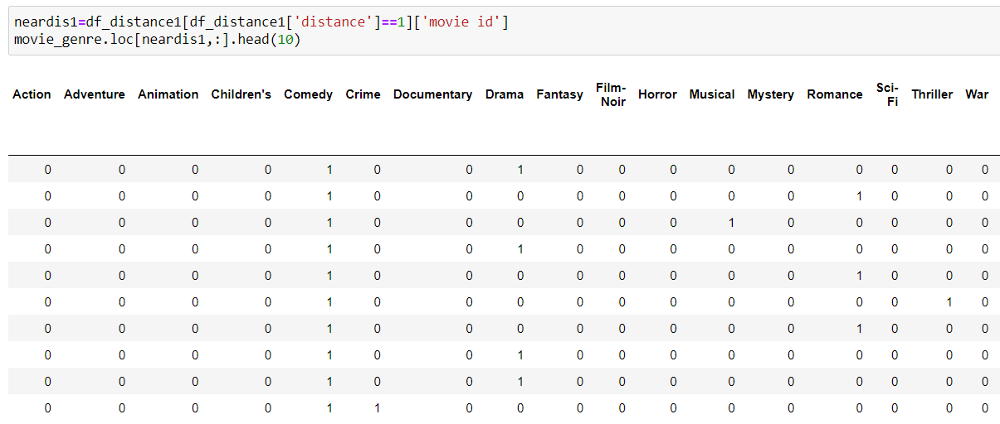 neardis1=df_distance1[df_distance1['distance']==1]['movie id']
movie_genre.loc[neardis1,:].head(10)
Action Adventure Animation Children's Comedy Crime Documentary Drama Fantasy Film-Noir Horror Musical Mystery Romance Sci-Fi Thriller War
0 0 0 0 1 0 0 1 0 0 0 0 0 0 0 0 0
0 0 0 0 1 0 0 0 0 0 0 0 0 1 0 0 0
0 0 0 0 1 0 0 0 0 0 0 1 0 0 0 0 0
0 0 0 0 1 0 0 1 0 0 0 0 0 0 0 0 0
0 0 0 0 1 0 0 0 0 0 0 0 0 1 0 0 0
0 0 0 0 1 0 0 0 0 0 0 0 0 0 0 1 0
0 0 0 0 1 0 0 0 0 0 0 0 0 1 0 0 0
0 0 0 0 1 0 0 1 0 0 0 0 0 0 0 0 0
0 0 0 0 1 0 0 1 0 0 0 0 0 0 0 0 0
0 0 0 0 1 1 0 0 0 0 0 0 0 0 0 0 0